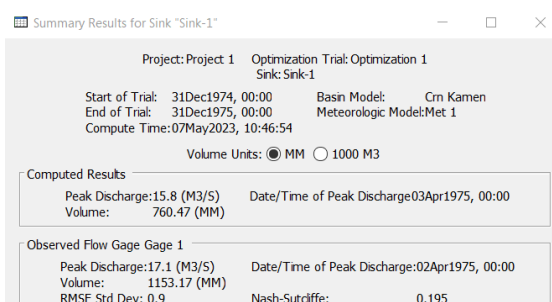 Summary Results for Sink "Sink-1"
Project: Project 1 Optimization Trial: Optimization 1
Sink: Sink-1
Start of Trial: 31Dec1974, 00:00 Basin Model: Crn Kamen
End of Trial: 31Dec1975, 00:00 Meteorologic Model:Met 1
Compute Time:07May2023, 10:46:54
Volume Units: MM 1000 M3
Computed Results
Peak Discharge:15.8 (M3/S) Date/Time of Peak Discharge03Apr1975, 00:00
Volume: 760.47 (MM)
Observed Flow Gage Gage 1
Peak Discharge:17.1 (M3/S) Date/Time of Peak Discharge:02Apr1975, 00:00
Volume: 1153.17 (MM)
RMSE Std Dev: 0.9 Nash-Sutcliffe: 0.195